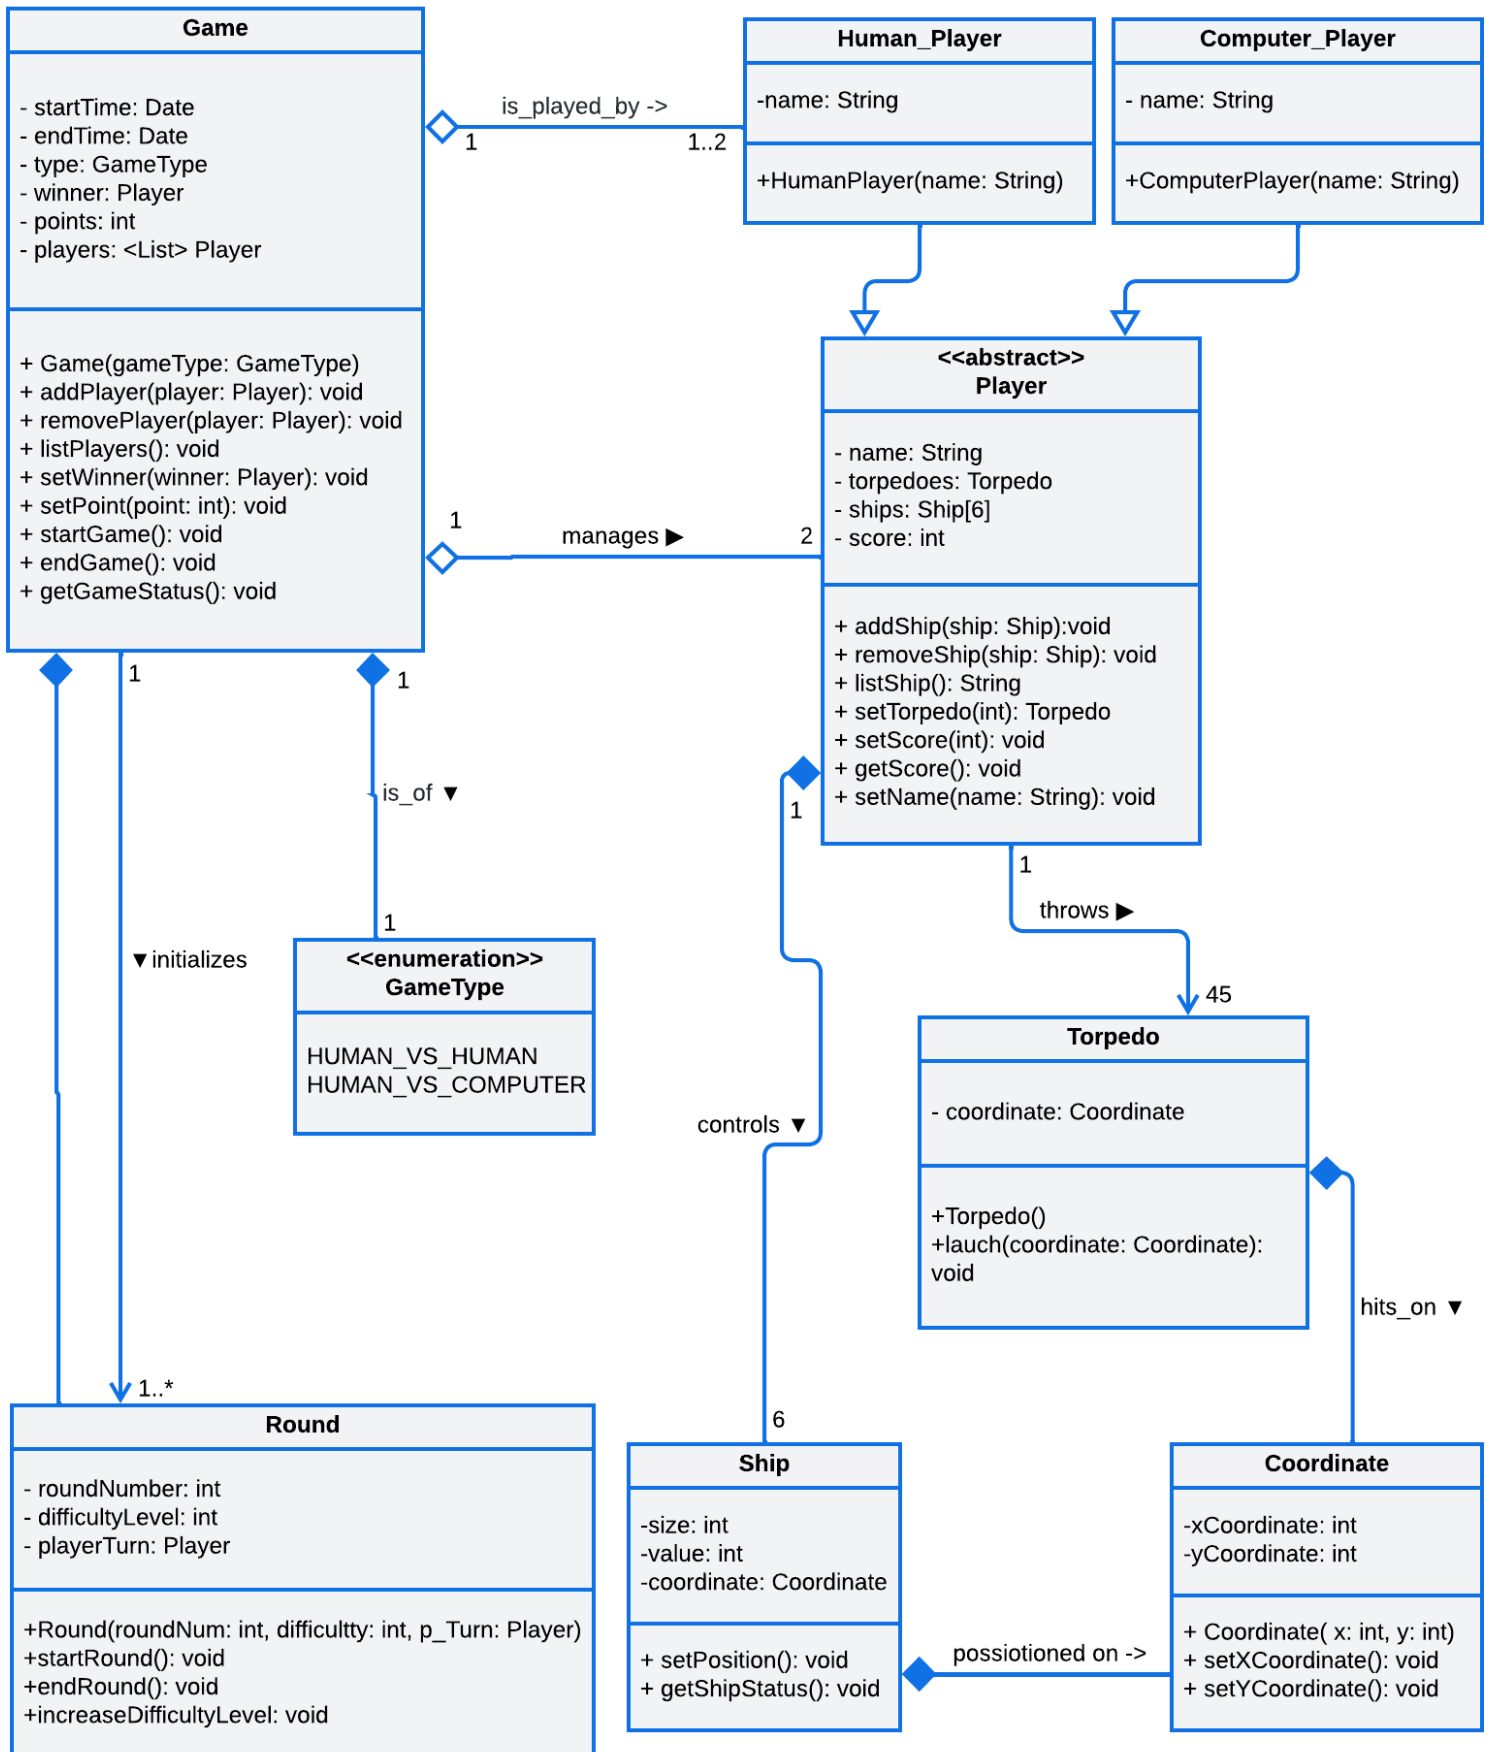 Game
- startTime: Date
- endTime: Date
- type: GameType
- winner: Player
- points: int
- players: <List> Player
+ Game(gameType: GameType)
+ addPlayer(player: Player): void
+ removePlayer(player: Player): void
+ listPlayers(): void
+ setWinner(winner: Player): void
+ setPoint(point: int): void
+ startGame(): void
+ endGame(): void
+ getGameStatus(): void
is_played_by ->
1
1..2
Human_Player
-name: String
+HumanPlayer(name: String)
Computer_Player
- name: String
+ComputerPlayer(name: String)
<<abstract>>
Player
- name: String
- torpedoes: Torpedo
- ships: Ship[6]
- score: int
+ addShip(ship: Ship):void
+ removeShip(ship: Ship): void
+ listShip(): String
+ setTorpedo(int): Torpedo
+ setScore(int): void
+ getScore(): void
+ setName(name: String): void
1
manages ▶
2
1
1
is_of ▼
1
<<enumeration>>
GameType
HUMAN_VS_HUMAN
HUMAN_VS_COMPUTER
▼initializes
1..*
1
controls ▼
6
1
throws ▶
45
Torpedo
- coordinate: Coordinate
+Torpedo()
+lauch(coordinate: Coordinate):
void
hits_on ▼
Round
- roundNumber: int
- difficultyLevel: int
- playerTurn: Player
+Round(roundNum: int, difficultty: int, p_Turn: Player)
+startRound(): void
+endRound(): void
+increaseDifficultyLevel: void
Ship
-size: int
-value: int
-coordinate: Coordinate
+ setPosition(): void
+ getShipStatus(): void
possiotioned on ->
Coordinate
-xCoordinate: int
-yCoordinate: int
+ Coordinate( x: int, y: int)
+ setXCoordinate(): void
+ setYCoordinate(): void